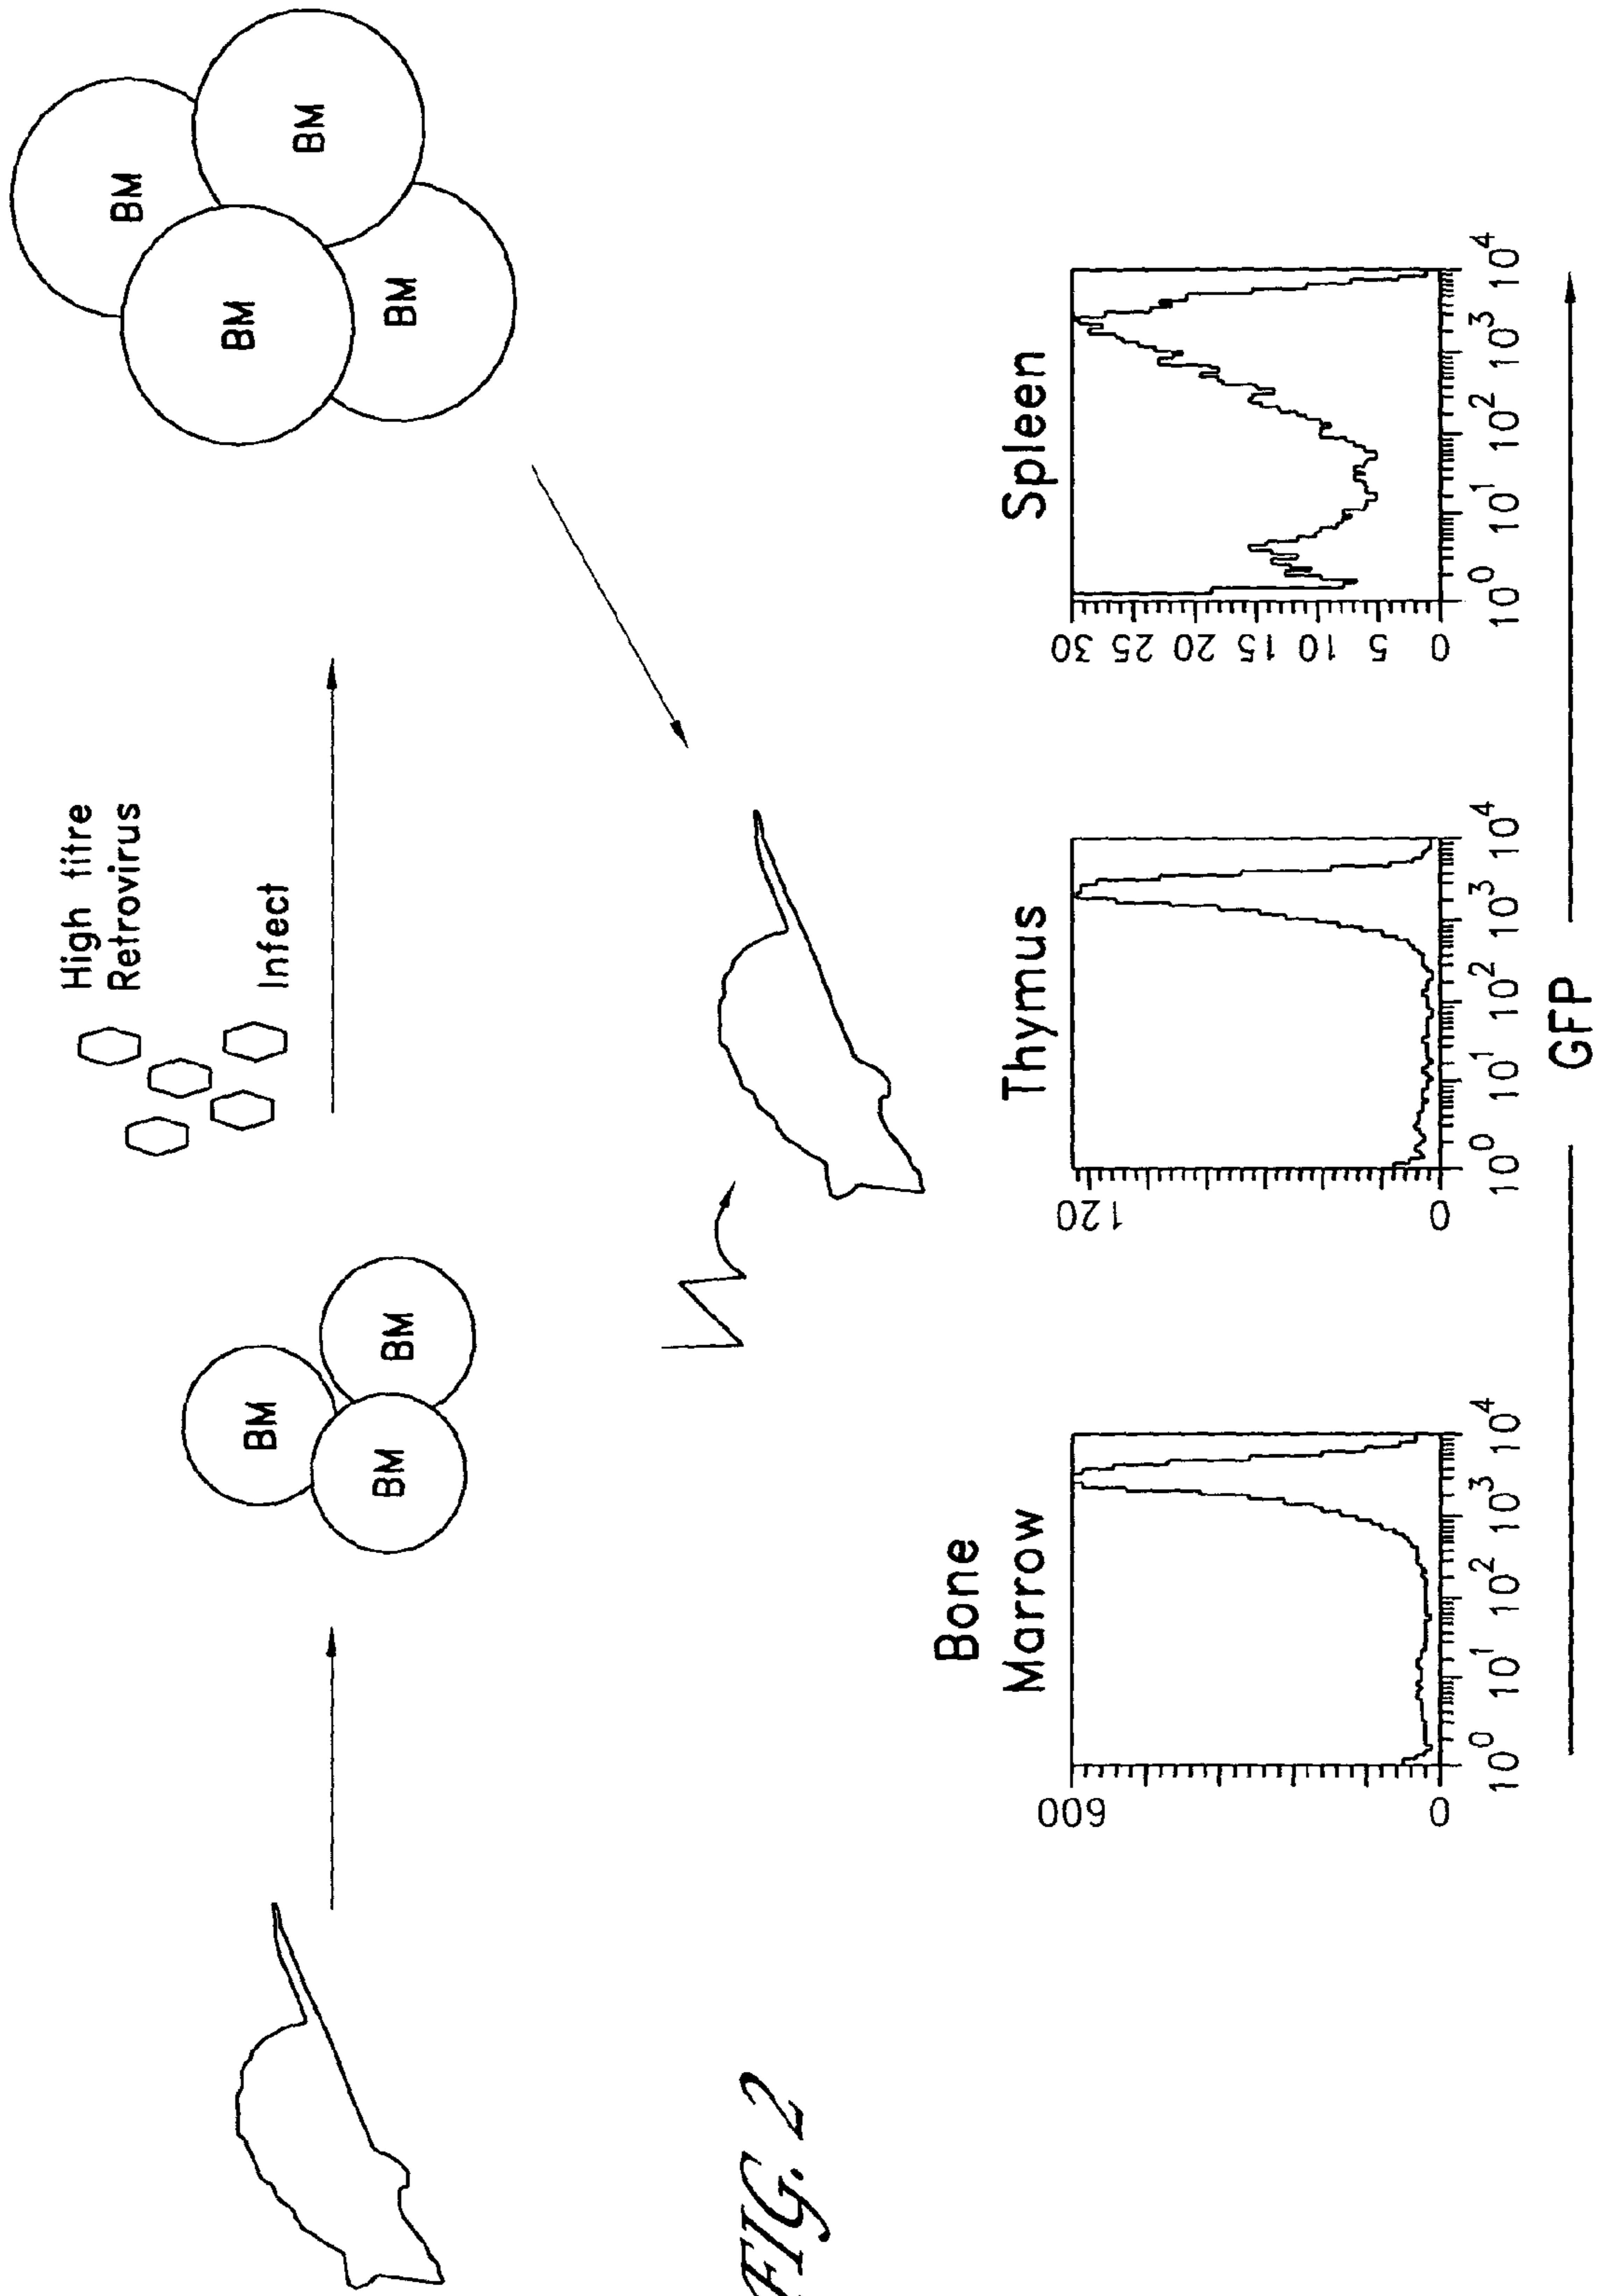 High titre
Retrovirus
Infect
BM
BM
BM
BM
BM
BM
BM
FIG. 2
Bone
Marrow
600
0
10⁰ 10¹ 10² 10³ 10⁴
Thymus
120
0
10⁰ 10¹ 10² 10³ 10⁴
Spleen
30
25
20
15
10
5
0
10⁰ 10¹ 10² 10³ 10⁴
GFP